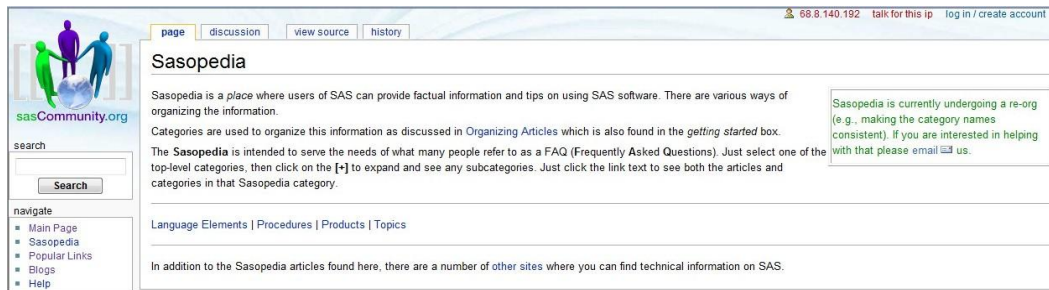 68.8.140.192 talk for this ip log in / create account
page discussion view source history
sasCommunity.org
search
Search
navigate
Main Page
Sasopedia
Popular Links
Blogs
Help
Sasopedia
Sasopedia is a place where users of SAS can provide factual information and tips on using SAS software. There are various ways of
organizing the information.
Categories are used to organize this information as discussed in Organizing Articles which is also found in the getting started box.
The Sasopedia is intended to serve the needs of what many people refer to as a FAQ (Frequently Asked Questions). Just select one of the
top-level categories, then click on the [+] to expand and see any subcategories. Just click the link text to see both the articles and
categories in that Sasopedia category.
Sasopedia is currently undergoing a re-org
(e.g., making the category names
consistent). If you are interested in helping
with that please email us.
Language Elements | Procedures | Products | Topics
In addition to the Sasopedia articles found here, there are a number of other sites where you can find technical information on SAS.